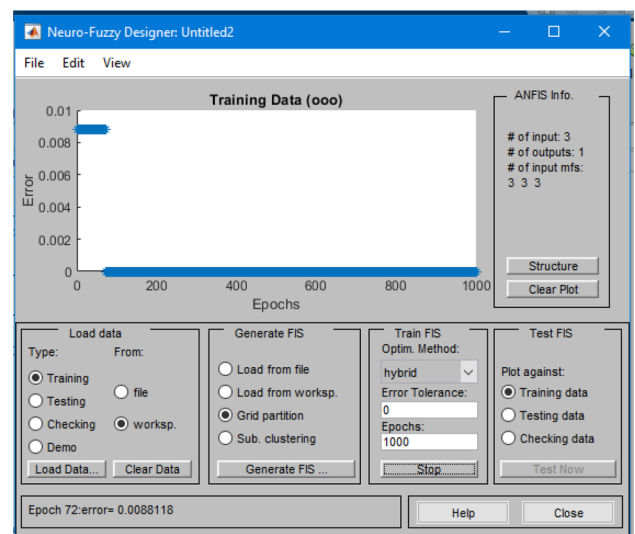 Neuro-Fuzzy Designer: Untitled2
File Edit View
Training Data (ooo)
0.01
0.008
0.006
0.004
0.002
0
Error
0 200 400 600 800 1000
Epochs
ANFIS Info.
# of input: 3
# of outputs: 1
# of input mfs:
3 3 3
Structure
Clear Plot
Load data
Type: From:
Training
Testing
Checking
Demo
file
worksp.
Load Data... Clear Data
Generate FIS
Load from file
Load from worksp.
Grid partition
Sub. clustering
Generate FIS ...
Train FIS
Optim. Method:
hybrid
Error Tolerance:
0
Epochs:
1000
Stop
Test FIS
Plot against:
Training data
Testing data
Checking data
Test Now
Epoch 72:error= 0.0088118
Help Close